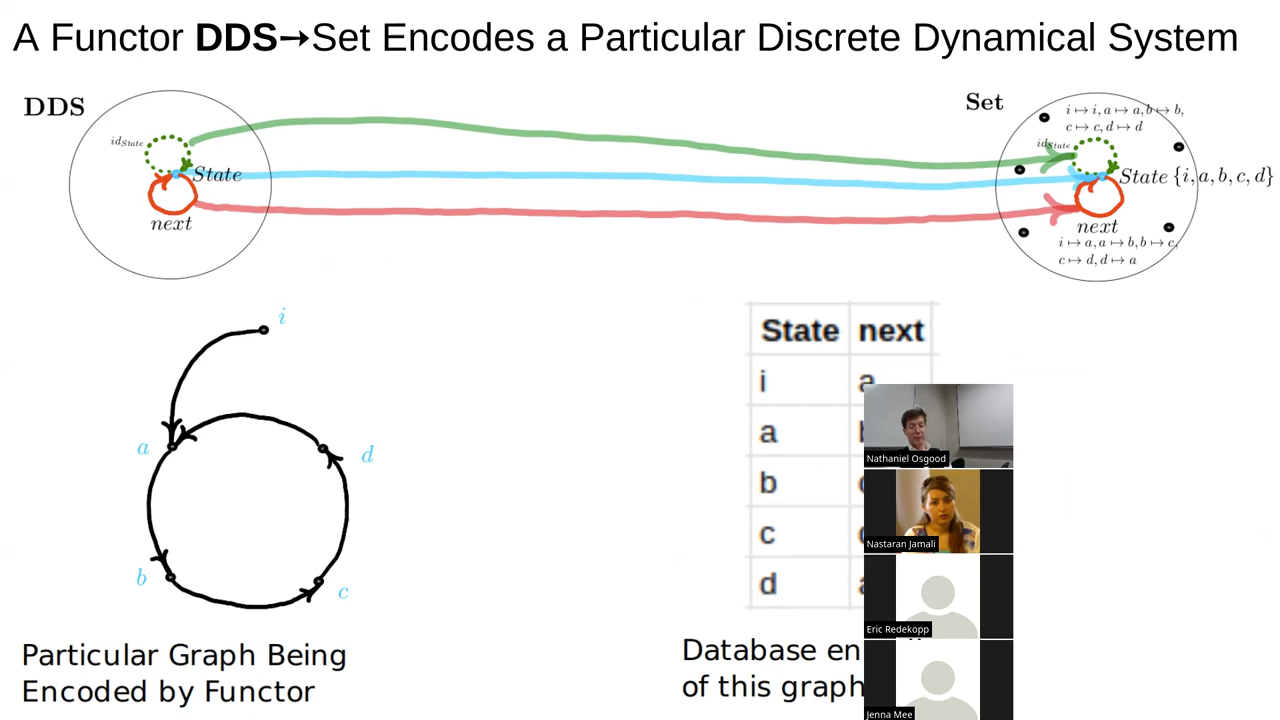 A Functor DDS→Set Encodes a Particular Discrete Dynamical System
DDS
id_State
State
next
Set
i ↦ i, a ↦ a, b ↦ b,
c ↦ c, d ↦ d
id_State
State {i, a, b, c, d}
next
i ↦ a, a ↦ b, b ↦ c,
c ↦ d, d ↦ a
i
a
d
b
c
Particular Graph Being
Encoded by Functor
State next
i a
a
b
c
d
Database en
of this graph
Nathaniel Osgood
Nastaran Jamali
Eric Redekopp
Jenna Mee